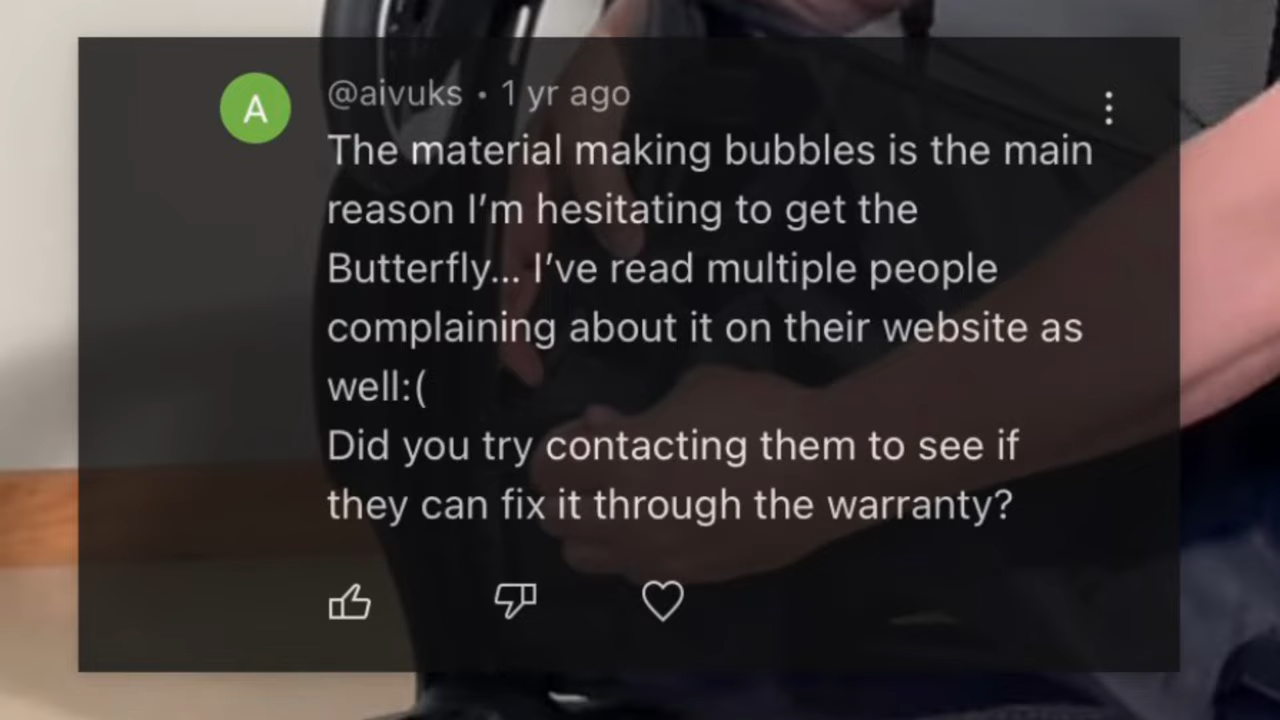 A
@aivuks • 1 yr ago
The material making bubbles is the main
reason I'm hesitating to get the
Butterfly... I've read multiple people
complaining about it on their website as
well:(
Did you try contacting them to see if
they can fix it through the warranty?